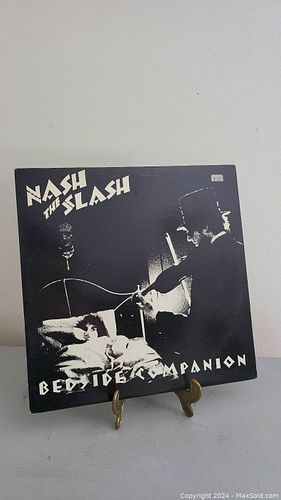 NASH
THE
SLASH
BEDSIDE COMPANION
Copyright 2024 - MaxSold.com